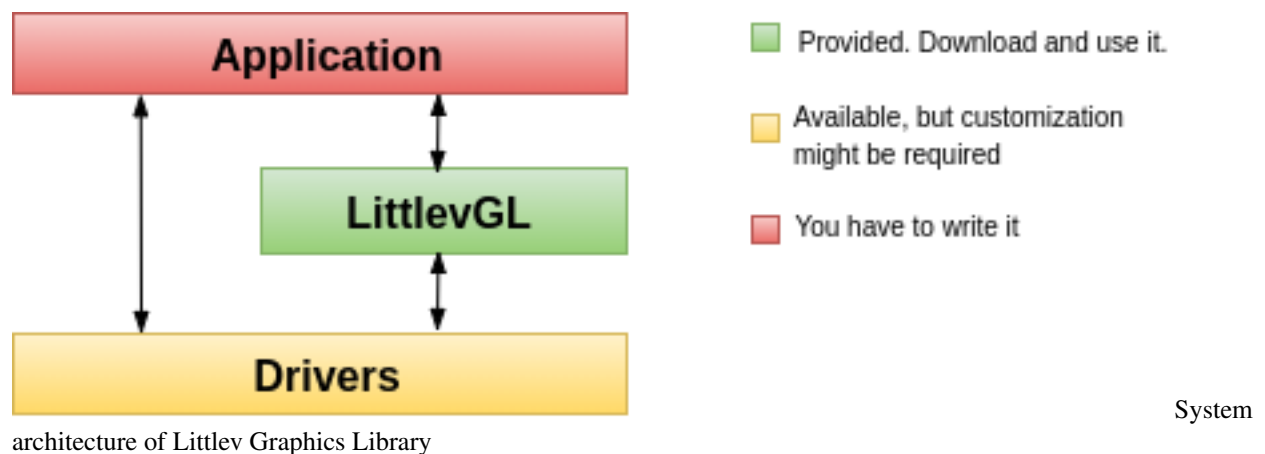 Application
LittlevGL
Drivers
Provided. Download and use it.
Available, but customization
might be required
You have to write it
System
architecture of Littlev Graphics Library